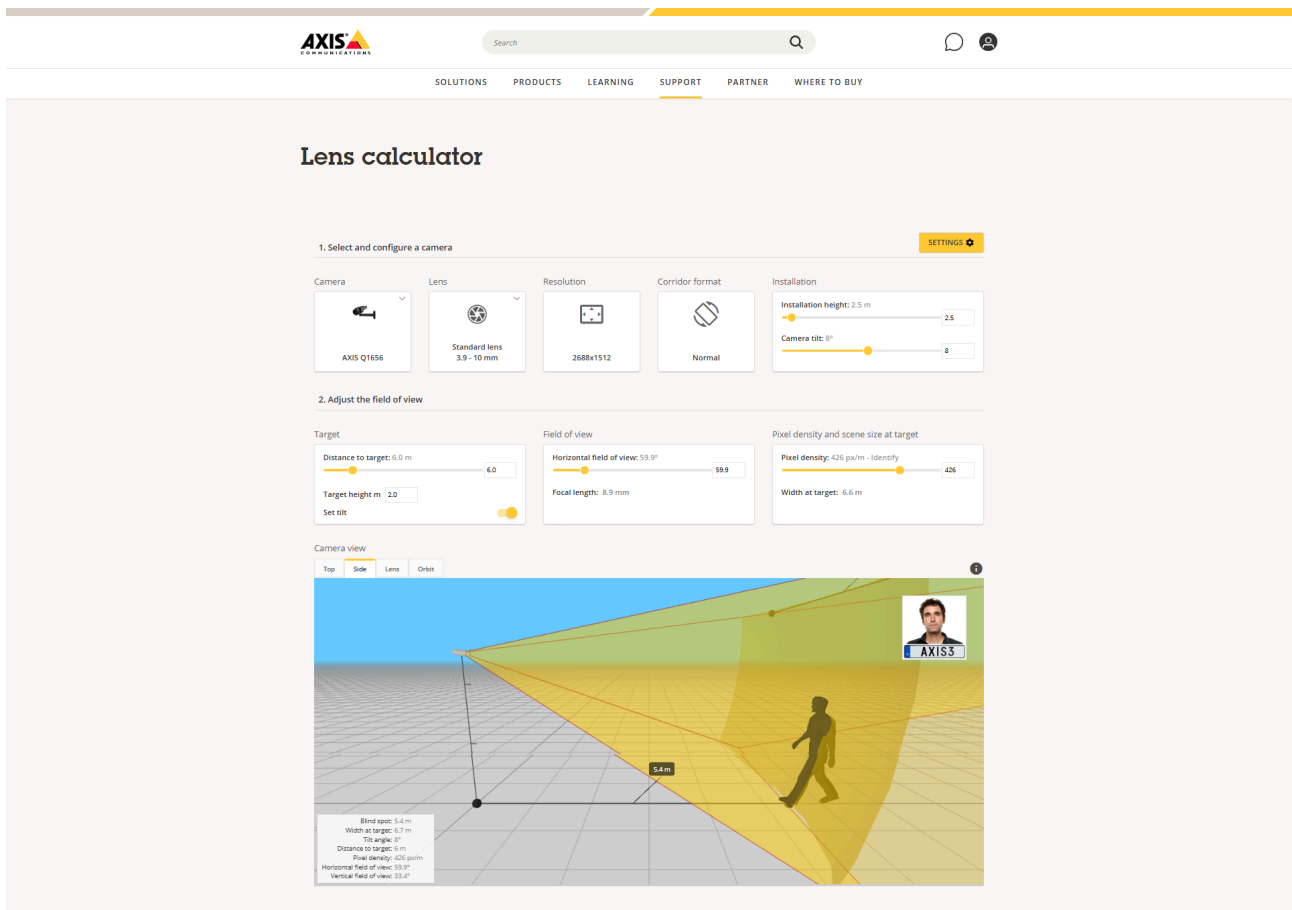 AXIS
COMMUNICATIONS
Search
SOLUTIONS PRODUCTS LEARNING SUPPORT PARTNER WHERE TO BUY
Lens calculator
1. Select and configure a camera
SETTINGS
Camera Lens Resolution Corridor format Installation
Installation height: 2.5 m
2.5
Camera tilt: 8°
8
AXIS Q1656
Standard lens
3.9 - 10 mm
2688x1512
Normal
2. Adjust the field of view
Target Field of view Pixel density and scene size at target
Distance to target: 6.0 m
6.0
Target height m 2.0
Set tilt
Horizontal field of view: 59.9°
59.9
Focal length: 8.9 mm
Pixel density: 426 px/m - Identify
426
Width at target: 6.6 m
Camera view
Top Side Lens Orbit
AXIS3
5.4 m
Blind spot: 5.4 m
Width at target: 6.7 m
Tilt angle: 8°
Distance to target: 6 m
Pixel density: 426 px/m
Horizontal field of view: 59.9°
Vertical field of view: 33.4°